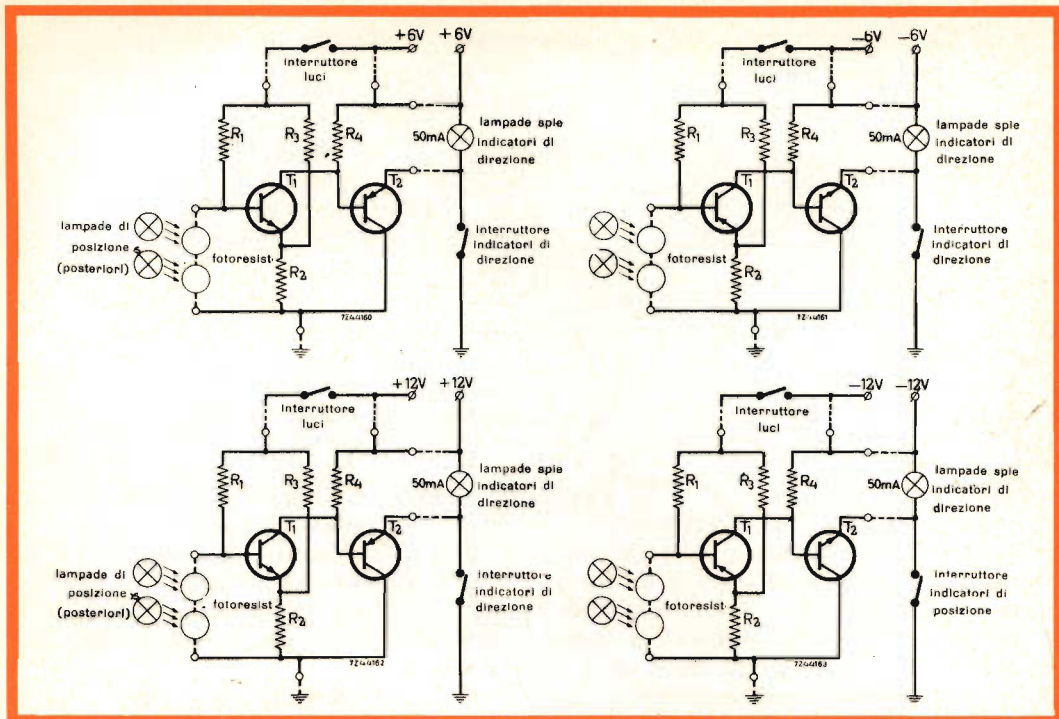 +6V +6V
interruttore
luci
R1
R3
R4
50mA
lampade spie
indicatori di
direzione
T1
T2
lampade di
posizione
(posteriori)
fotoresist
R2
interruttore
indicatori di
direzione
7Z44160
−6V −6V
interruttore
luci
R1
R3
R4
50mA
lampade spie
indicatori di
direzione
T1
T2
fotoresist
R2
interruttore
indicatori di
direzione
7Z44161
+12V +12V
interruttore
luci
R1
R3
R4
50mA
lampade spie
indicatori di
direzione
T1
T2
lampade di
posizione
(posteriori)
fotoresist
R2
interruttore
indicatori di
direzione
7Z44162
−12V −12V
interruttore
luci
R1
R3
R4
50mA
lampade spie
indicatori di
direzione
T1
T2
fotoresist
R2
interruttore
indicatori di
posizione
7Z44163